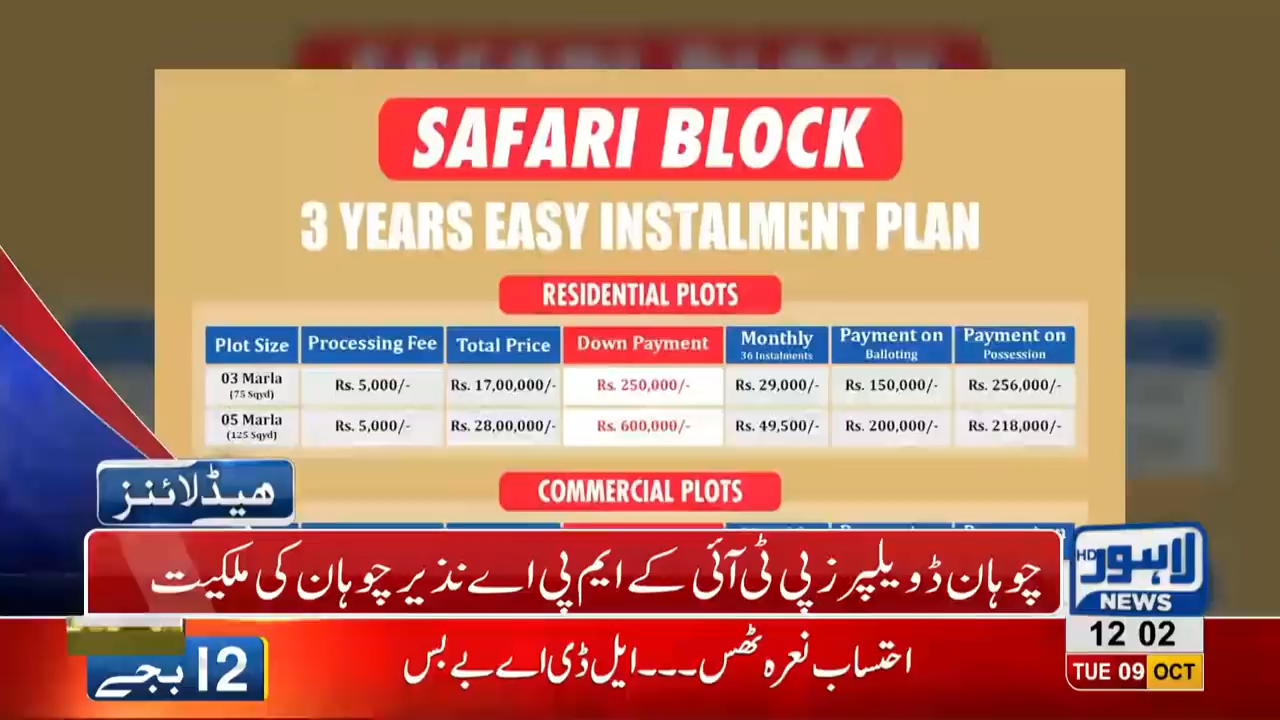 SAFARI BLOCK
3 YEARS EASY INSTALMENT PLAN
RESIDENTIAL PLOTS
Plot Size Processing Fee Total Price Down Payment Monthly 36 Instalments Payment on Balloting Payment on Possession
03 Marla (75 Sqyd) Rs. 5,000/- Rs. 17,00,000/- Rs. 250,000/- Rs. 29,000/- Rs. 150,000/- Rs. 256,000/-
05 Marla (125 Sqyd) Rs. 5,000/- Rs. 28,00,000/- Rs. 600,000/- Rs. 49,500/- Rs. 200,000/- Rs. 218,000/-
COMMERCIAL PLOTS
ھیڈلائنز
چوہان ڈویلپرز پی ٹی آئی کے ایم پی اے نذیر چوہان کی ملکیت
لاہور HD
NEWS
12 02
TUE 09 OCT
احتساب نعرہ ٹھس۔۔۔ایل ڈی اے بے بس
12 بجے